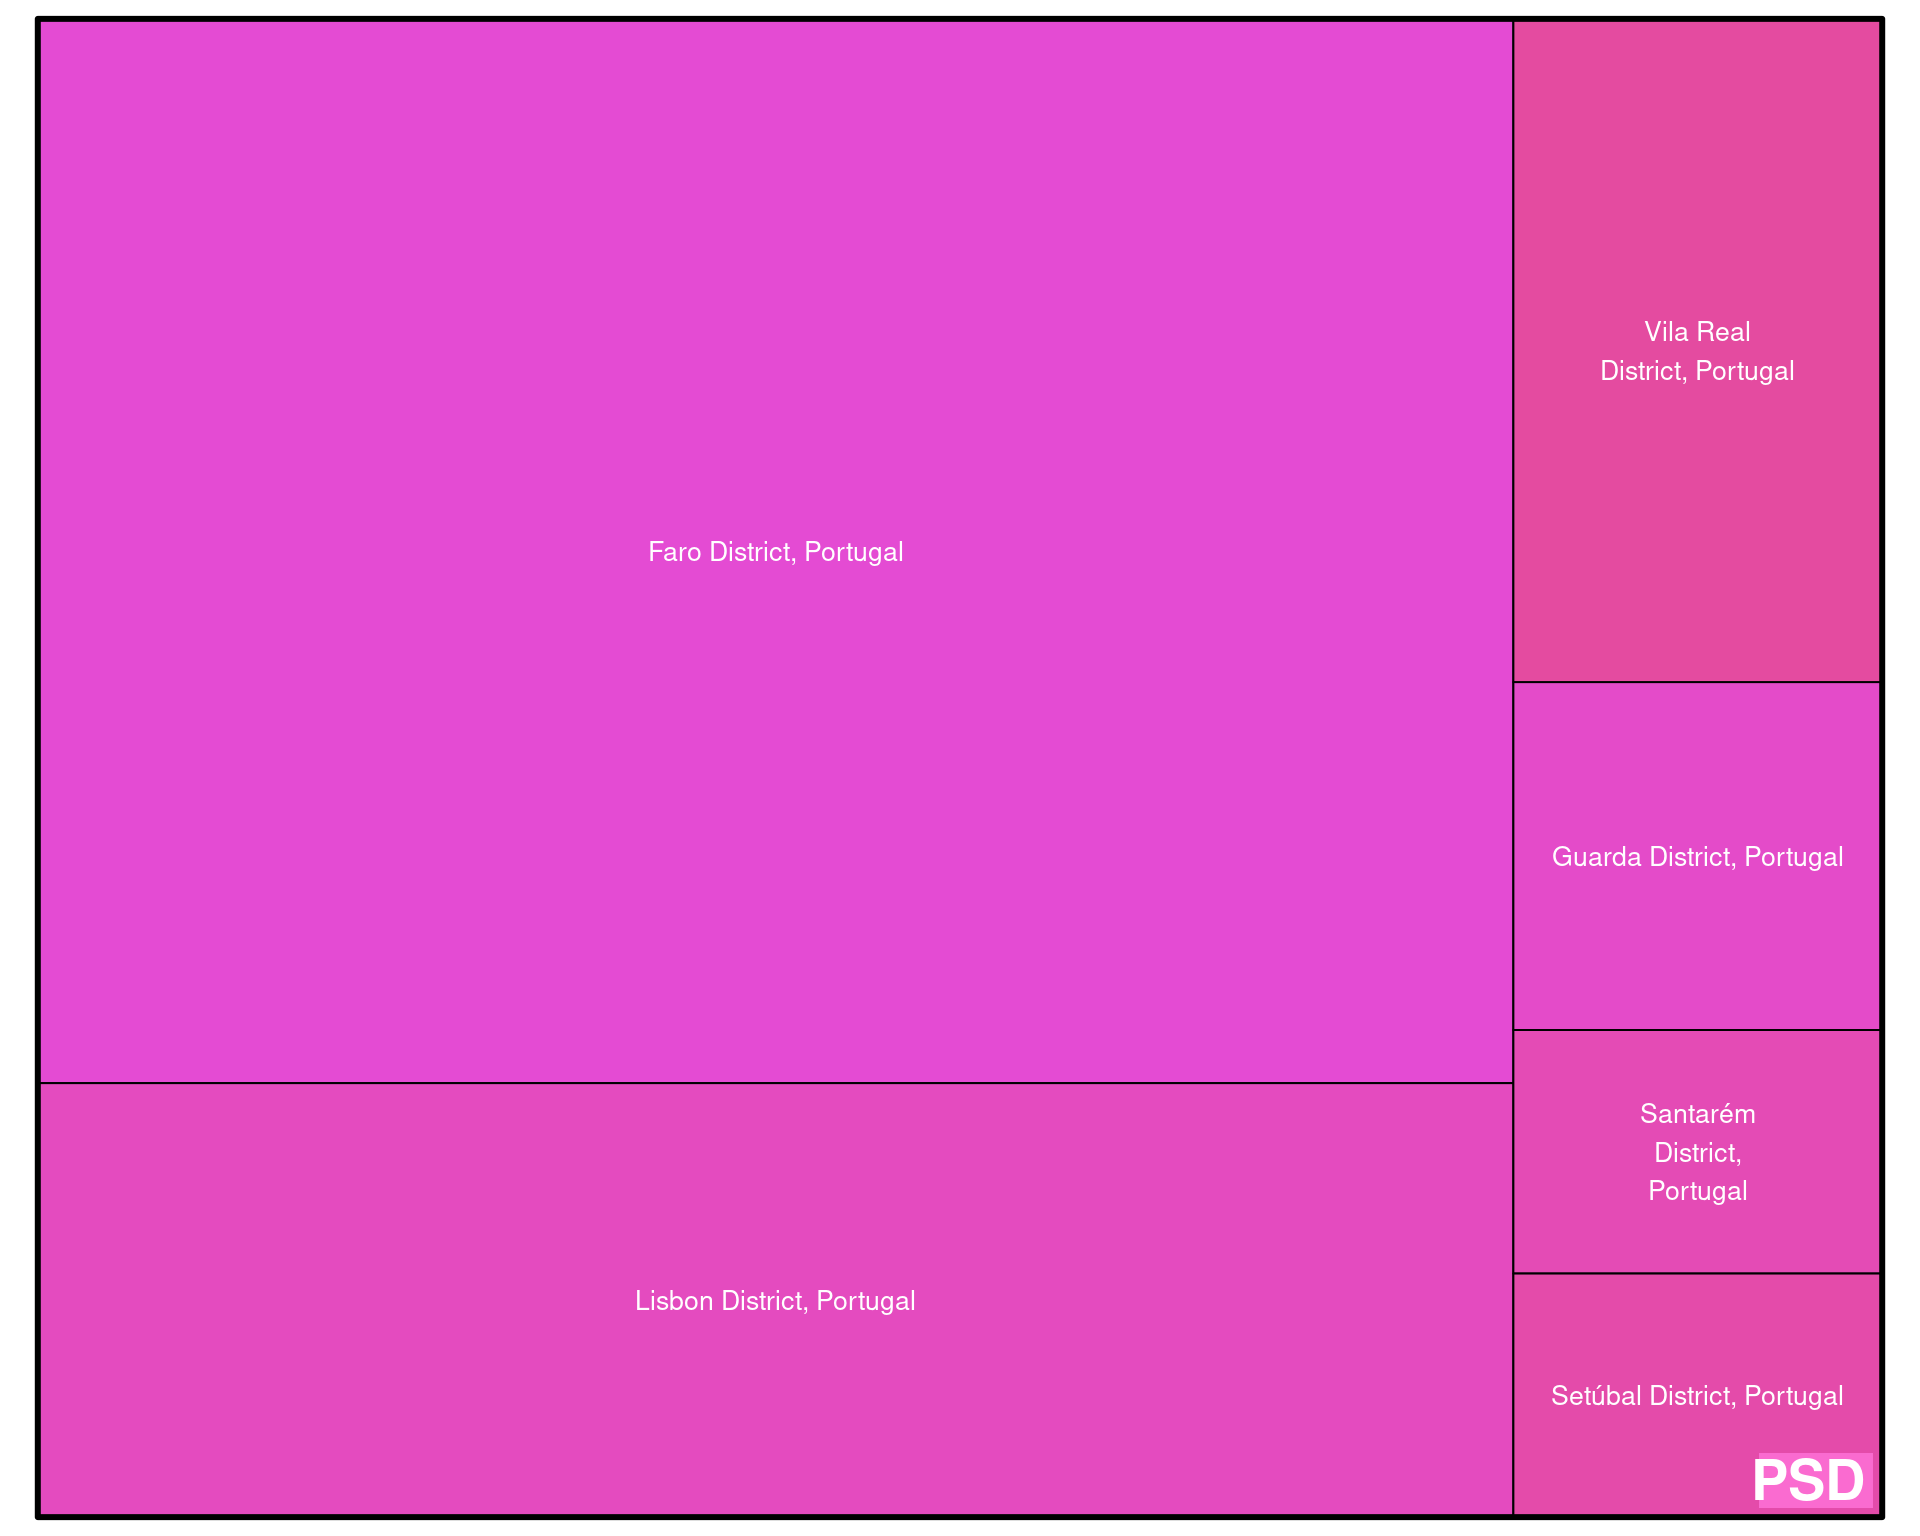 Faro District, Portugal
Lisbon District, Portugal
Vila Real
District, Portugal
Guarda District, Portugal
Santarém
District,
Portugal
Setúbal District, Portugal
PSD